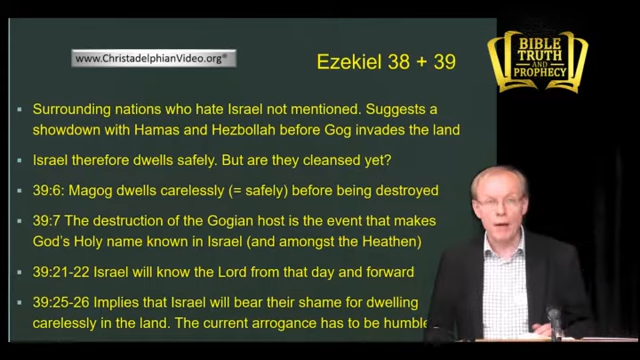 www.ChristadelphianVideo.org®
Ezekiel 38 + 39
BIBLE
TRUTH
AND
PROPHECY
Surrounding nations who hate Israel not mentioned. Suggests a
showdown with Hamas and Hezbollah before Gog invades the land
Israel therefore dwells safely. But are they cleansed yet?
39:6: Magog dwells carelessly (= safely) before being destroyed
39:7 The destruction of the Gogian host is the event that makes
God's Holy name known in Israel (and amongst the Heathen)
39:21-22 Israel will know the Lord from that day and forward
39:25-26 Implies that Israel will bear their shame for dwelling
carelessly in the land. The current arrogance has to be humble